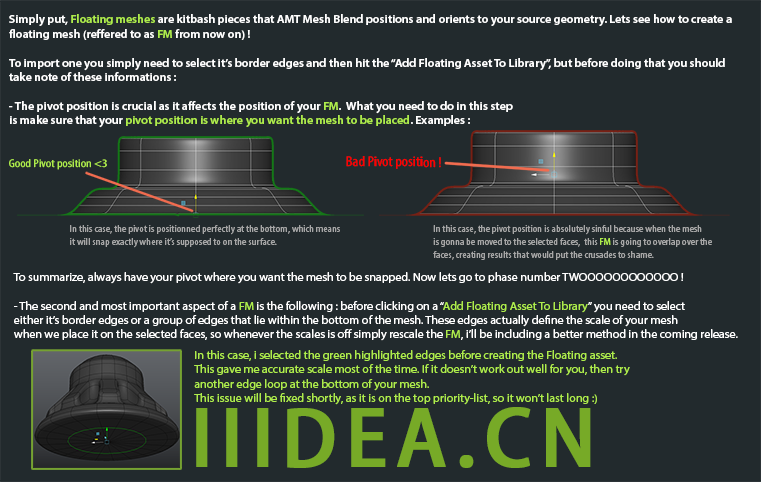 Simply put, Floating meshes are kitbash pieces that AMT Mesh Blend positions and orients to your source geometry. Lets see how to create a
floating mesh (reffered to as FM from now on) !
To import one you simply need to select it's border edges and then hit the "Add Floating Asset To Library", but before doing that you should
take note of these informations :
- The pivot position is crucial as it affects the position of your FM. What you need to do in this step
is make sure that your pivot position is where you want the mesh to be placed. Examples :
Good Pivot position <3
Bad Pivot position !
In this case, the pivot is positionned perfectly at the bottom, which means
it will snap exactly where it's supposed to on the surface.
In this case, the pivot position is absolutely sinful because when the mesh
is gonna be moved to the selected faces, this FM is going to overlap over the
faces, creating results that would put the crusades to shame.
To summarize, always have your pivot where you want the mesh to be snapped. Now lets go to phase number TWOOOOOOOOOOOO !
- The second and most important aspect of a FM is the following : before clicking on a "Add Floating Asset To Library" you need to select
either it's border edges or a group of edges that lie within the bottom of the mesh. These edges actually define the scale of your mesh
when we place it on the selected faces, so whenever the scales is off simply rescale the FM, i'll be including a better method in the coming release.
In this case, i selected the green highlighted edges before creating the Floating asset.
This gave me accurate scale most of the time. If it doesn't work out well for you, then try
another edge loop at the bottom of your mesh.
This issue will be fixed shortly, as it is on the top priority-list, so it won't last long :)
IIIDEA.CN